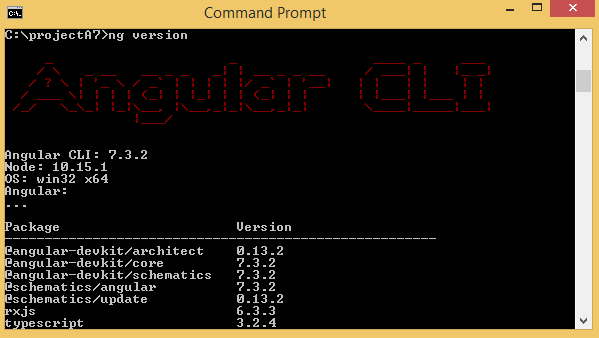 Command Prompt
C:\projectA7>ng version
Angular CLI
Angular CLI: 7.3.2
Node: 10.15.1
OS: win32 x64
Angular:
...
Package Version
------------------------------------------------------
@angular-devkit/architect 0.13.2
@angular-devkit/core 7.3.2
@angular-devkit/schematics 7.3.2
@schematics/angular 7.3.2
@schematics/update 0.13.2
rxjs 6.3.3
typescript 3.2.4